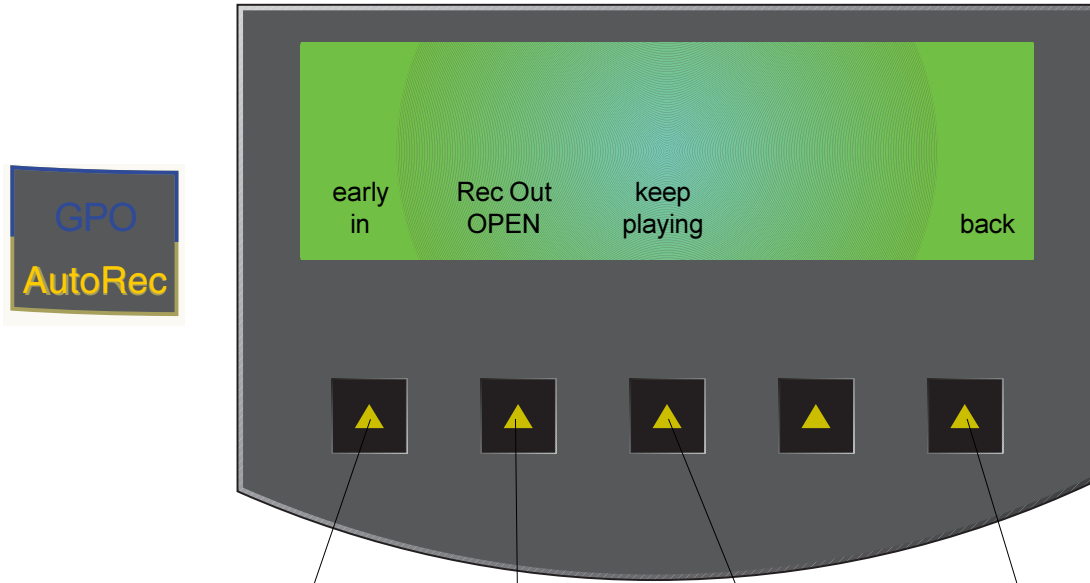 GPO
AutoRec
early
in
Rec Out
OPEN
keep
playing
back